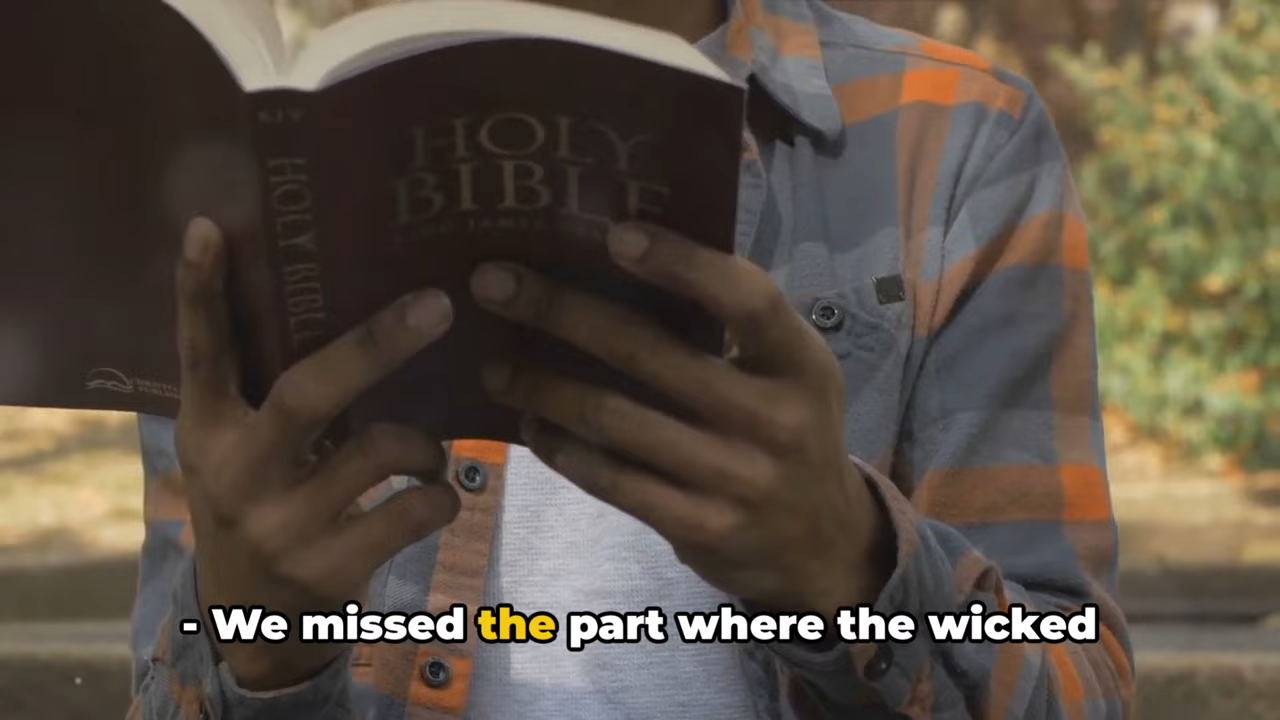 KJV
HOLY BIBLE
HOLY
BIBLE
- We missed the part where the wicked